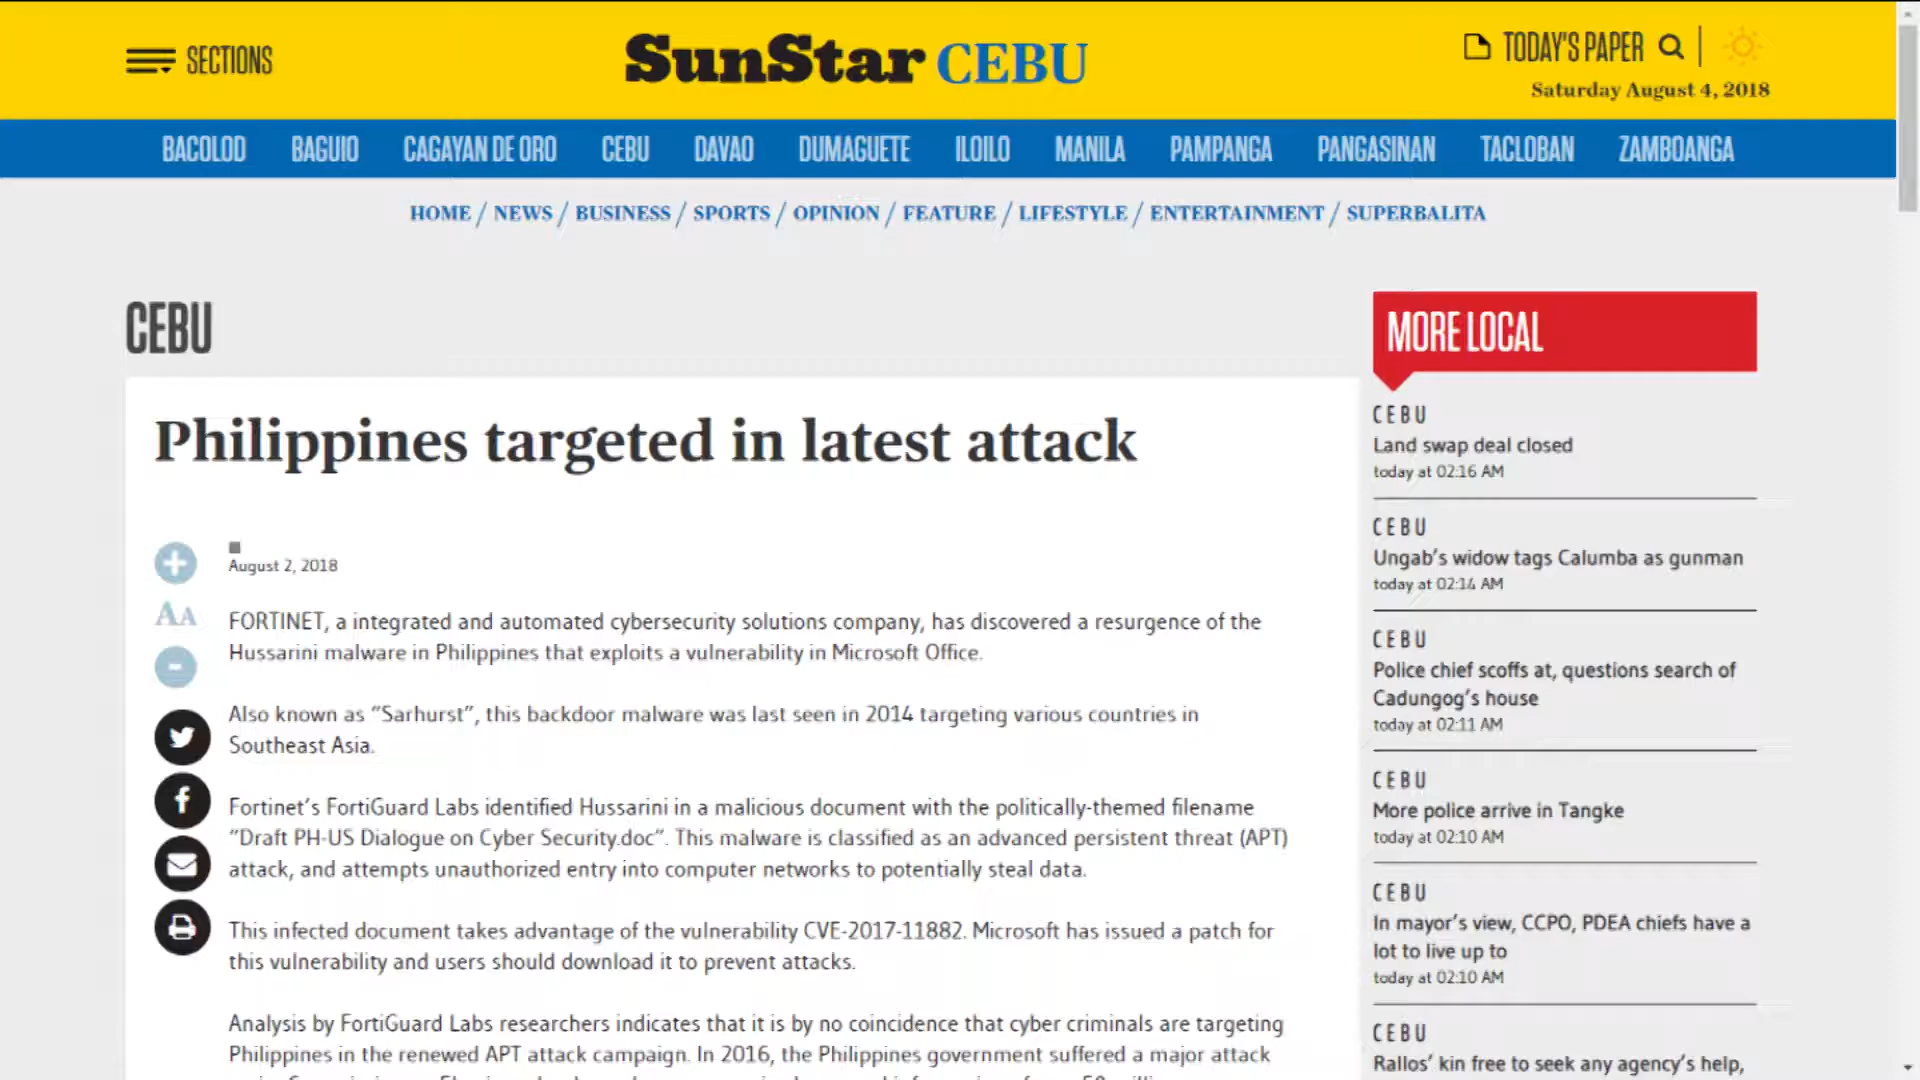 SECTIONS
SunStar CEBU
TODAY'S PAPER
Saturday August 4, 2018
BACOLOD BAGUIO CAGAYAN DE ORO CEBU DAVAO DUMAGUETE ILOILO MANILA PAMPANGA PANGASINAN TACLOBAN ZAMBOANGA
HOME / NEWS / BUSINESS / SPORTS / OPINION / FEATURE / LIFESTYLE / ENTERTAINMENT / SUPERBALITA
CEBU
Philippines targeted in latest attack
August 2, 2018
AA
FORTINET, a integrated and automated cybersecurity solutions company, has discovered a resurgence of the
Hussarini malware in Philippines that exploits a vulnerability in Microsoft Office.
Also known as “Sarhurst”, this backdoor malware was last seen in 2014 targeting various countries in
Southeast Asia.
Fortinet’s FortiGuard Labs identified Hussarini in a malicious document with the politically-themed filename
“Draft PH-US Dialogue on Cyber Security.doc”. This malware is classified as an advanced persistent threat (APT)
attack, and attempts unauthorized entry into computer networks to potentially steal data.
This infected document takes advantage of the vulnerability CVE-2017-11882. Microsoft has issued a patch for
this vulnerability and users should download it to prevent attacks.
Analysis by FortiGuard Labs researchers indicates that it is by no coincidence that cyber criminals are targeting
Philippines in the renewed APT attack campaign. In 2016, the Philippines government suffered a major attack
MORE LOCAL
CEBU
Land swap deal closed
today at 02:16 AM
CEBU
Ungab’s widow tags Calumba as gunman
today at 02:14 AM
CEBU
Police chief scoffs at, questions search of
Cadungog’s house
today at 02:11 AM
CEBU
More police arrive in Tangke
today at 02:10 AM
CEBU
In mayor’s view, CCPO, PDEA chiefs have a
lot to live up to
today at 02:10 AM
CEBU
Rallos’ kin free to seek any agency’s help,